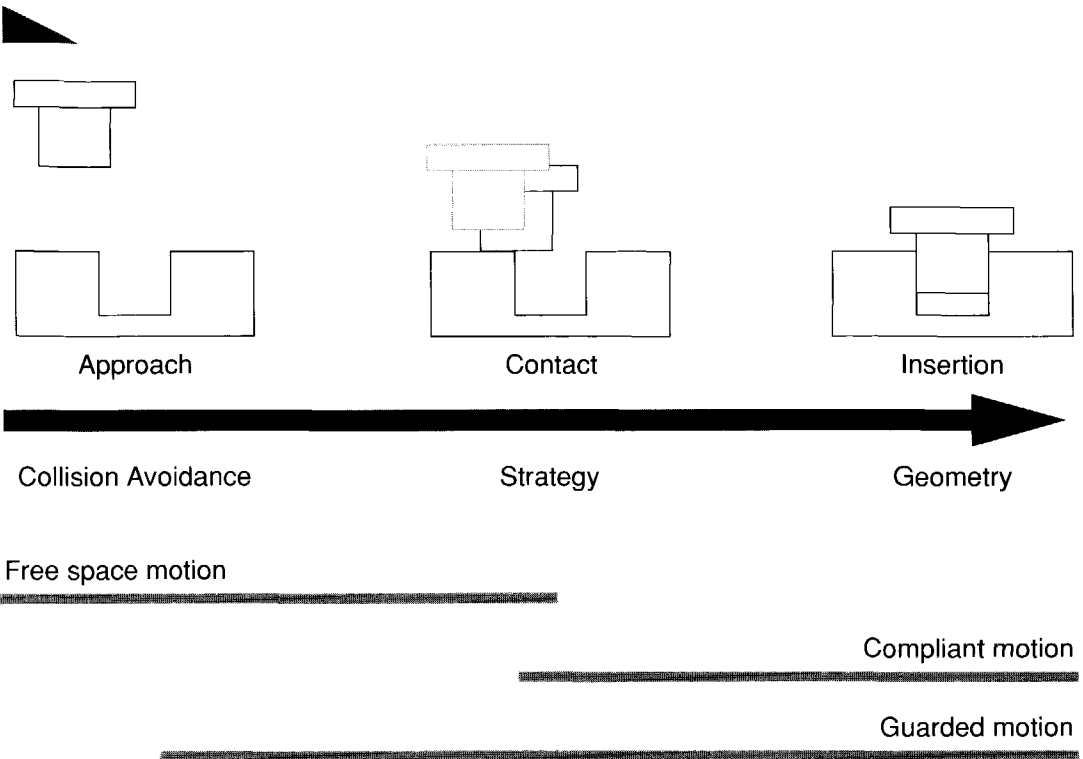 Approach
Contact
Insertion
Collision Avoidance
Strategy
Geometry
Free space motion
Compliant motion
Guarded motion